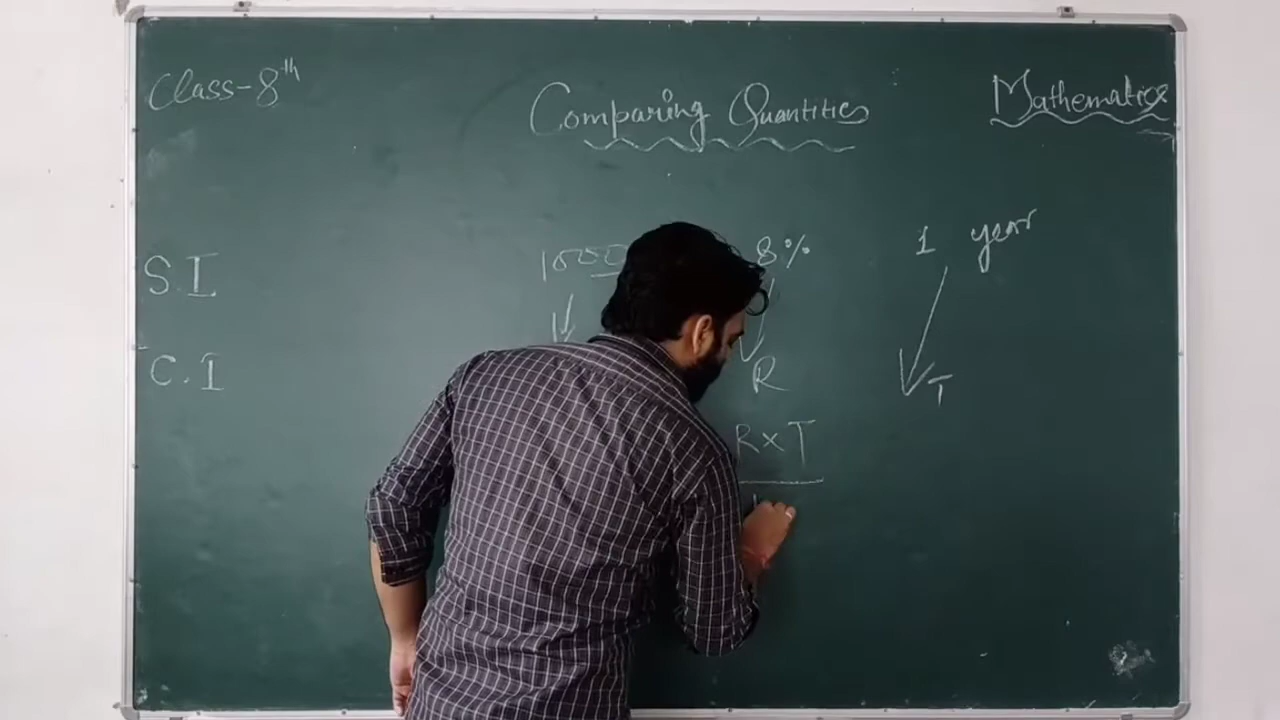 Class-8th
Comparing Quantities
Mathematics
S.I
1000 8% 1 year
C.I
R T
R×T